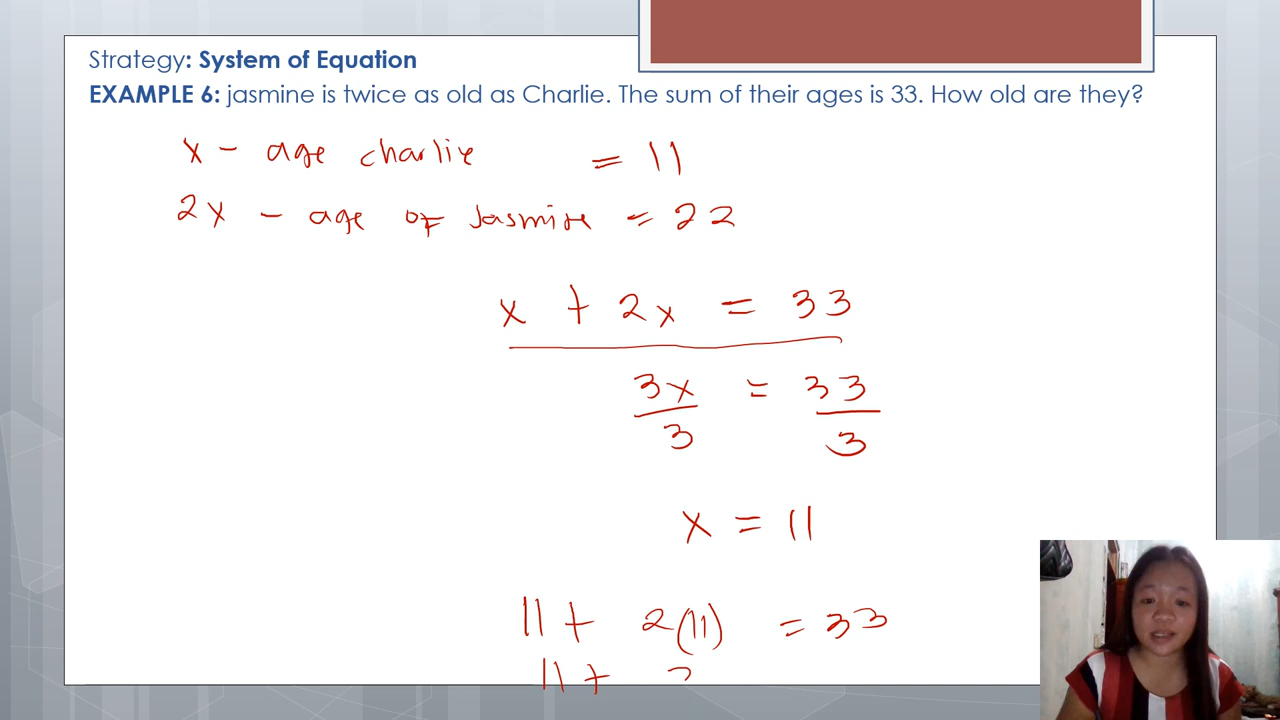 Strategy: System of Equation
EXAMPLE 6: jasmine is twice as old as Charlie. The sum of their ages is 33. How old are they?
x - age charlie = 11
2x - age of Jasmine = 22
x + 2x = 33
3x = 33
3 3
x = 11
11 + 2(11) = 33
11 +